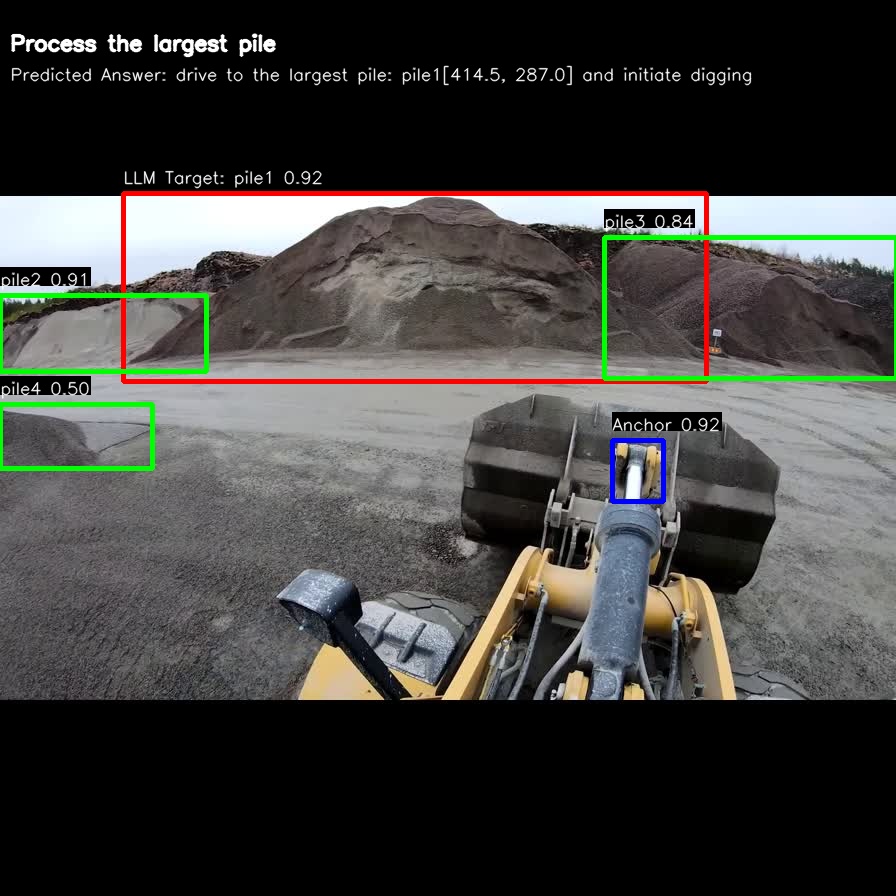 Process the largest pile
Predicted Answer: drive to the largest pile: pile1[414.5, 287.0] and initiate digging
LLM Target: pile1 0.92
pile3 0.84
pile2 0.91
pile4 0.50
Anchor 0.92